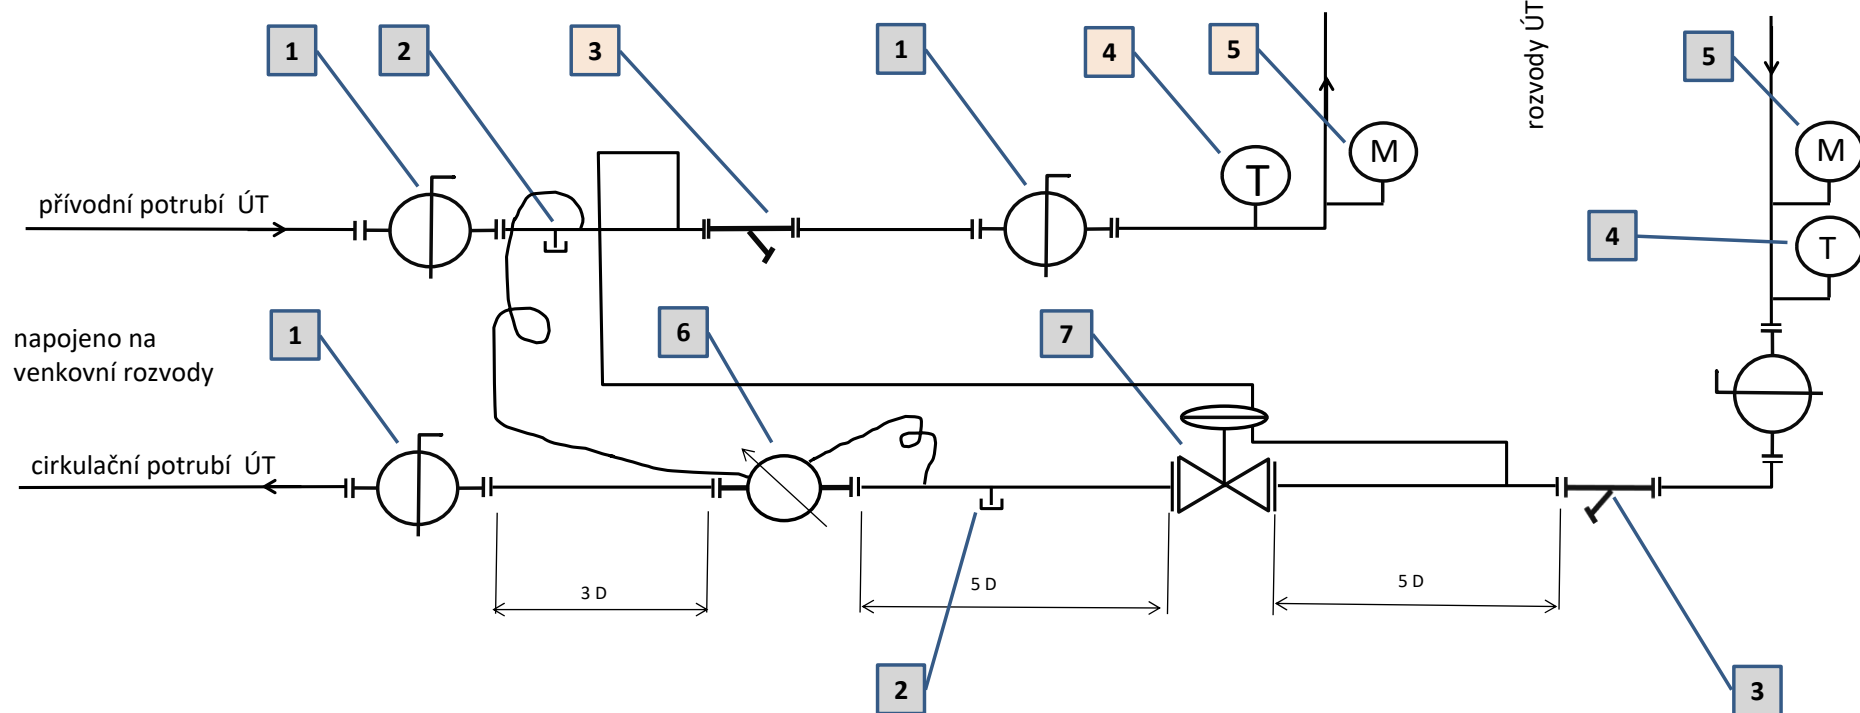 rozvody ÚT
1
2
3
1
4
5
5
M
M
T
T
4
přívodní potrubí ÚT
napojeno na
venkovní rozvody
1
6
7
cirkulační potrubí ÚT
3 D
5 D
5 D
2
3